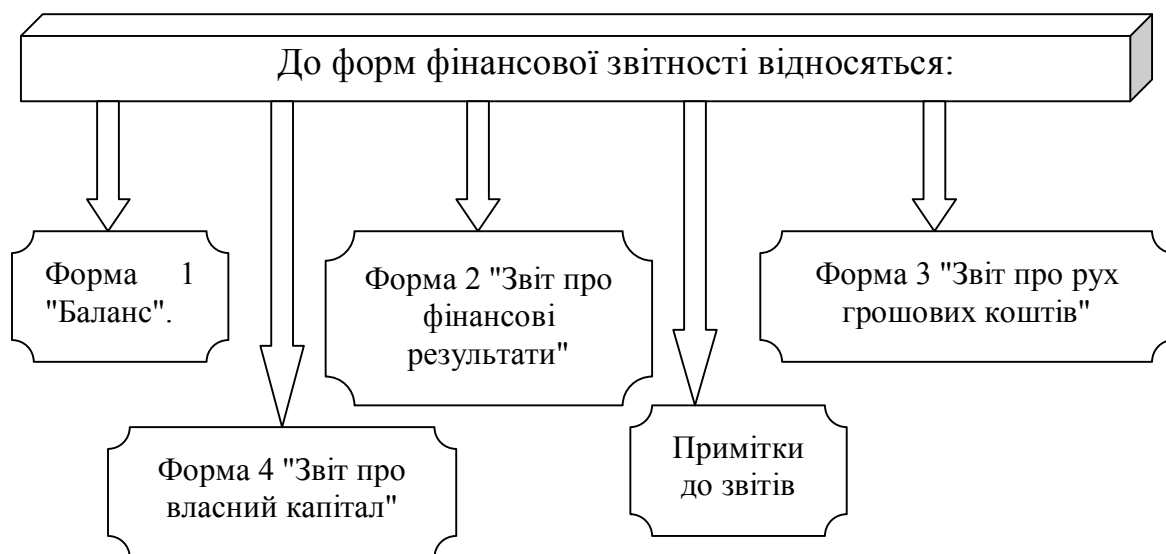 До форм фінансової звітності відносяться:
Форма 1
"Баланс".
Форма 2 "Звіт про
фінансові
результати"
Форма 3 "Звіт про рух
грошових коштів"
Форма 4 "Звіт про
власний капітал"
Примітки
до звітів